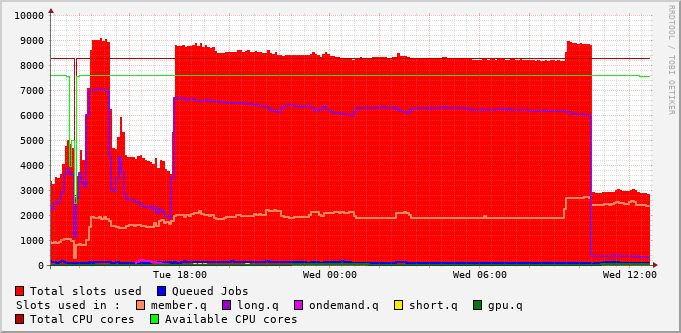 10000
9000
8000
7000
6000
5000
4000
3000
2000
1000
0
Tue 18:00 Wed 00:00 Wed 06:00 Wed 12:00
RRDTOOL / TOBI OETIKER
Total slots used Queued Jobs
Slots used in : member.q long.q ondemand.q short.q gpu.q
Total CPU cores Available CPU cores